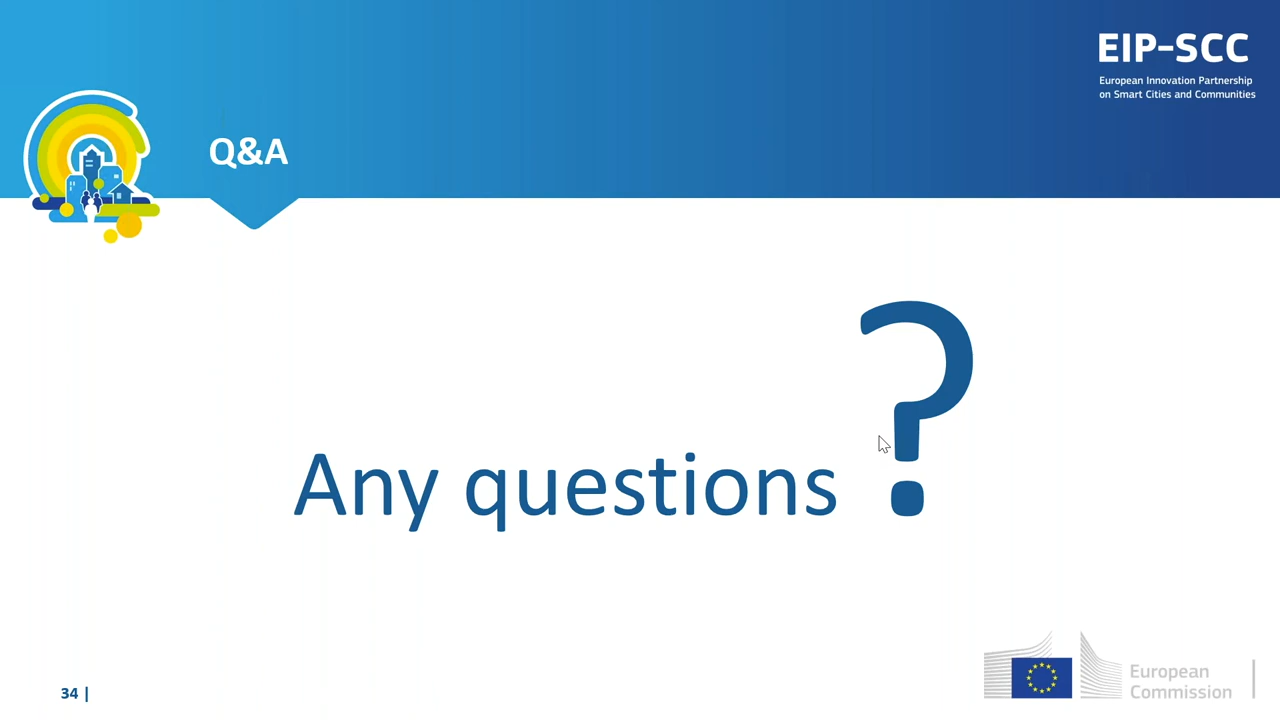 EIP-SCC
European Innovation Partnership
on Smart Cities and Communities
Q&A
Any questions ?
34 |
European
Commission